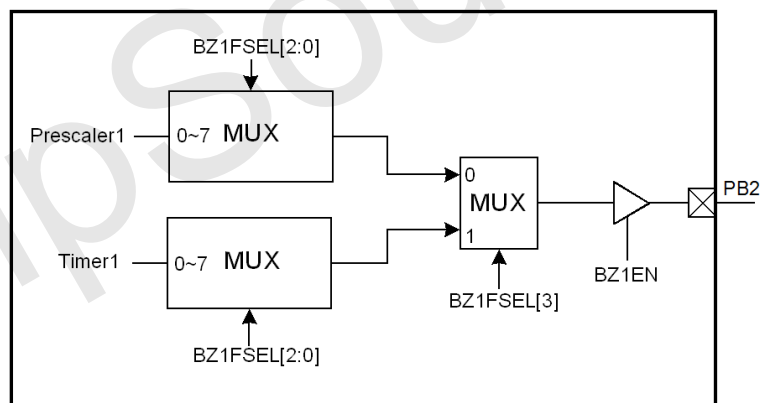 BZ1FSEL[2:0]
Prescaler1
0~7 MUX
0
MUX
1
PB2
Timer1
0~7 MUX
BZ1EN
BZ1FSEL[3]
BZ1FSEL[2:0]